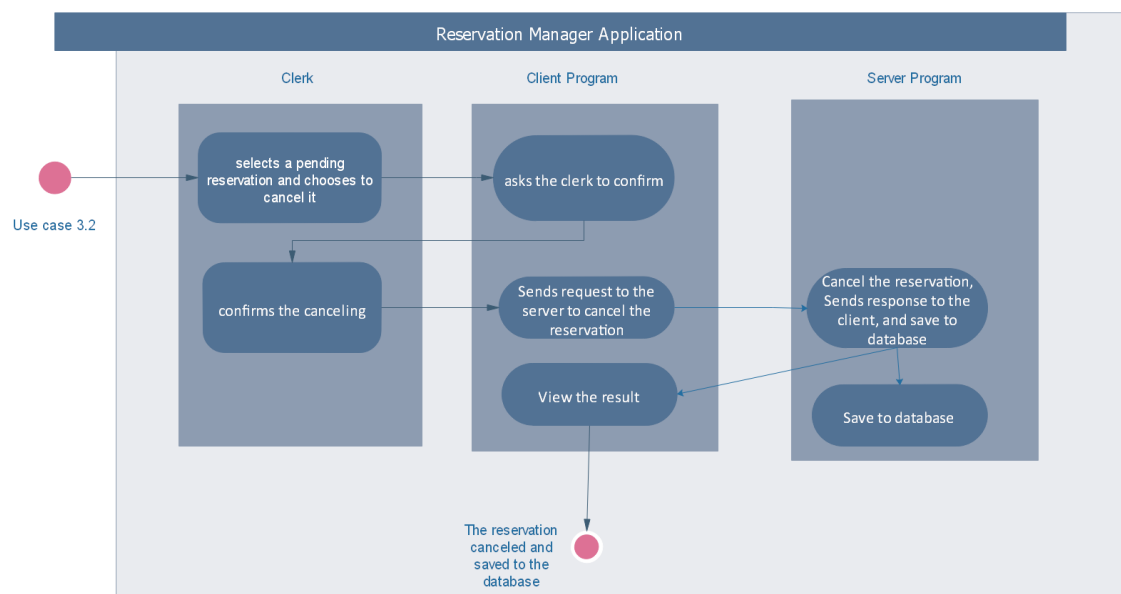 Reservation Manager Application
Clerk
Client Program
Server Program
selects a pending
reservation and chooses to
cancel it
asks the clerk to confirm
Use case 3.2
confirms the canceling
Sends request to the
server to cancel the
reservation
Cancel the reservation,
Sends response to the
client, and save to
database
View the result
Save to database
The reservation
canceled and
saved to the
database